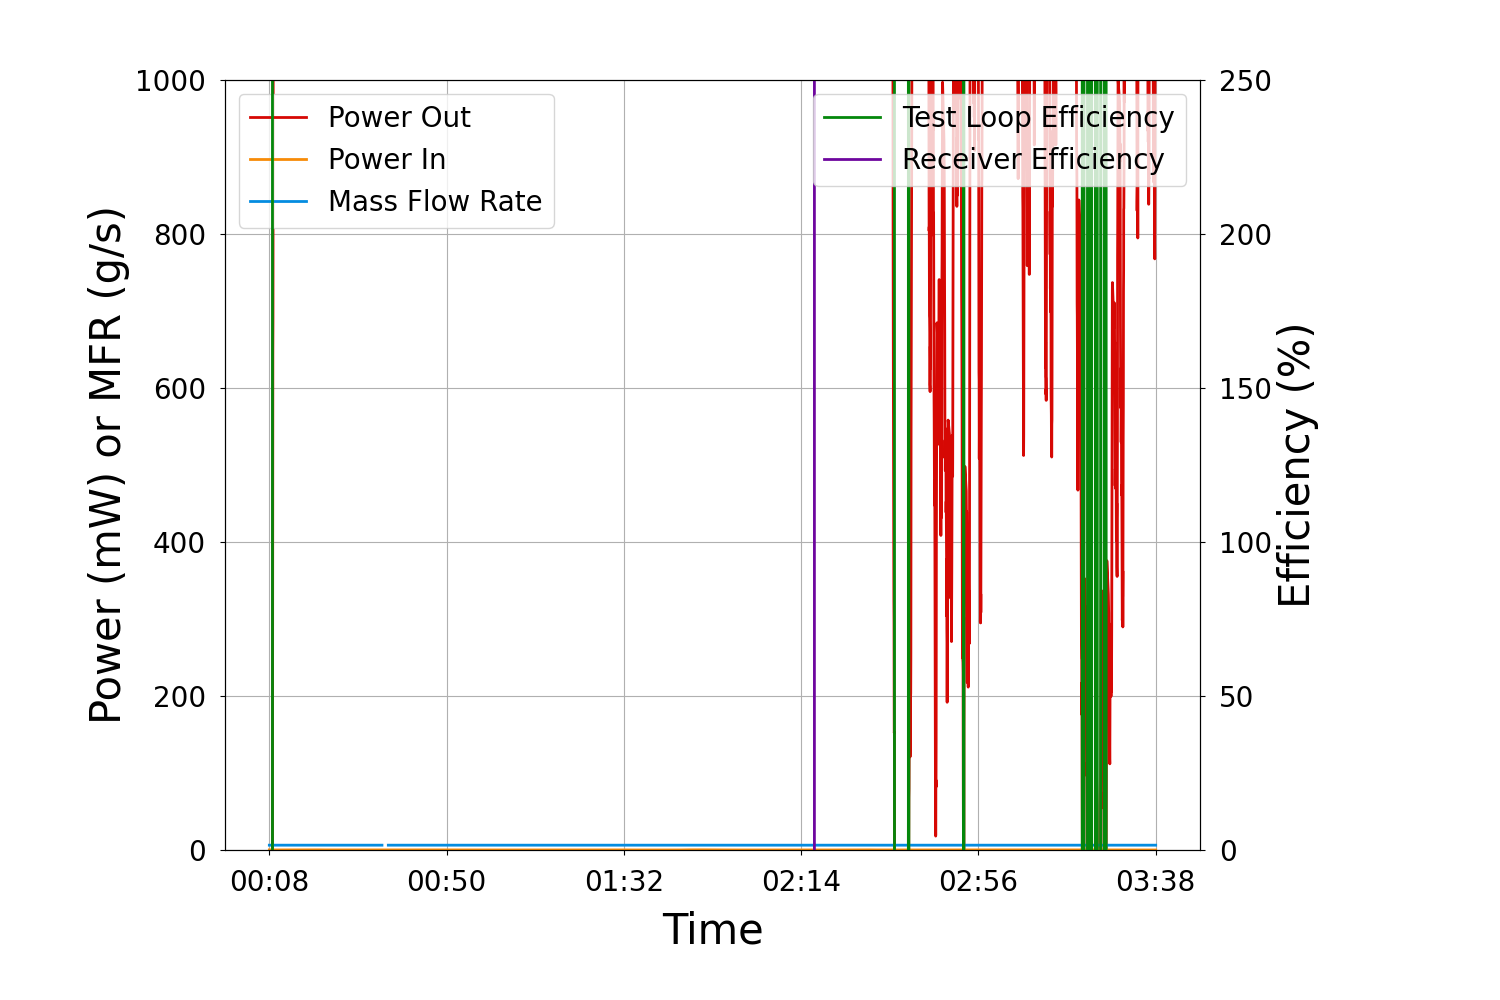 1000
800
600
400
200
0
Power (mW) or MFR (g/s)
Power Out
Power In
Mass Flow Rate
Test Loop Efficiency
Receiver Efficiency
250
200
150
100
50
0
Efficiency (%)
00:08
00:50
01:32
02:14
02:56
03:38
Time